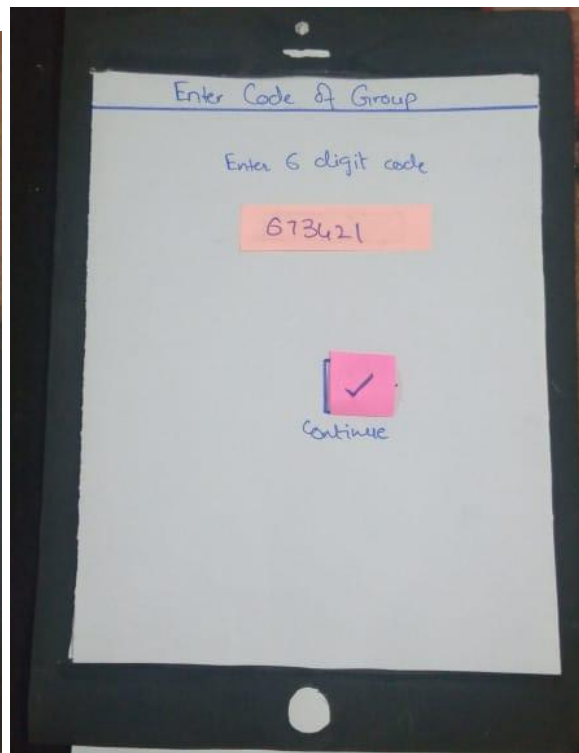 Enter Code of Group
Enter 6 digit code
673421
✓
Continue